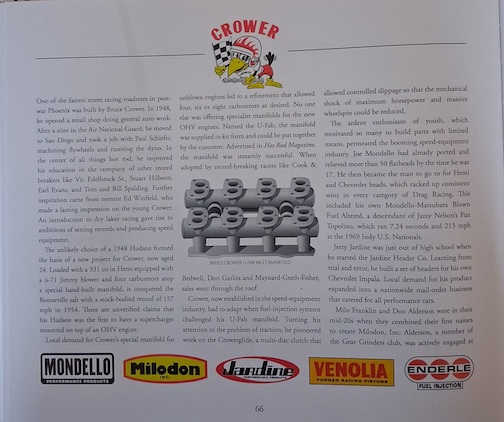 CROWER
One of the fastest street racing roadsters in post-
war Phoenix was built by Bruce Crower. In 1948,
he opened a small shop doing general auto work.
After a stint in the Air National Guard, he moved
to San Diego and took a job with Paul Schiefer,
machining flywheels and running the dyno. In
the center of all things hot rod, he improved
his education in the company of other record
breakers like Vic Edelbrock Sr., Stuart Hilborn,
Earl Evans, and Tom and Bill Spalding. Further
inspiration came from mentor Ed Winfield, who
made a lasting impression on the young Crower.
An introduction to dry lakes racing gave rise to
ambitions of setting records and producing speed
equipment.
The unlikely choice of a 1948 Hudson formed
the basis of a new project for Crower, now aged
24. Loaded with a 331 ci in Hemi equipped with
a 6-71 Jimmy blower and four carburetors atop
a special hand-built manifold, it conquered the
Bonneville salt with a stock-bodied record of 157
mph in 1954. There are unverified claims that
his Hudson was the first to have a supercharger
mounted on top of an OHV engine.
Local demand for Crower's special manifold for
unblown engines led to a refinement that allowed
four, six or eight carburetors as desired. No one
else was offering specialist manifolds for the new
OHV engines. Named the U-Fab, the manifold
was supplied in kit form and could be put together
by the customer. Advertised in Hot Rod Magazine,
the manifold was instantly successful. When
adopted by record-breaking racers like Cook &
BRUCE CROWER U-FAB INLET MANIFOLD
Bedwell, Don Garlits and Maynard-Greth-Fisher,
sales went through the roof.
Crower, now established in the speed-equipment
industry, had to adapt when fuel-injection systems
challenged his U-Fab manifold. Turning his
attention to the problem of traction, he pioneered
work on the Crowerglide, a multi-disc clutch that
allowed controlled slippage so that the mechanical
shock of maximum horsepower and massive
wheelspin could be reduced.
The ardent enthusiasm of youth, which
motivated so many to build parts with limited
means, permeated the booming speed-equipment
industry. Joe Mondello had already ported and
relieved more than 50 flatheads by the time he was
17. He then became the man to go to for Hemi
and Chevrolet heads, which racked up consistent
wins in every category of Drag Racing. This
included his own Mondello-Matsubara Blown
Fuel Altered, a descendant of Jazzy Nelson's Fiat
Topolino, which ran 7.24 seconds and 213 mph
at the 1969 Indy U.S. Nationals.
Jerry Jardine was just out of high school when
he started the Jardine Header Co. Learning from
trial and error, he built a set of headers for his own
Chevrolet Impala. Local demand for his product
expanded into a nationwide mail-order business
that catered for all performance cars.
Milo Franklin and Don Alderson were in their
mid-20s when they combined their first names
to create Milodon, Inc. Alderson, a member of
the Gear Grinders club, was actively engaged at
MONDELLO
PERFORMANCE PRODUCTS
Milodon
INC.
Jardine
VENOLIA
FORGED RACING PISTONS
ENDERLE
FUEL INJECTION
66